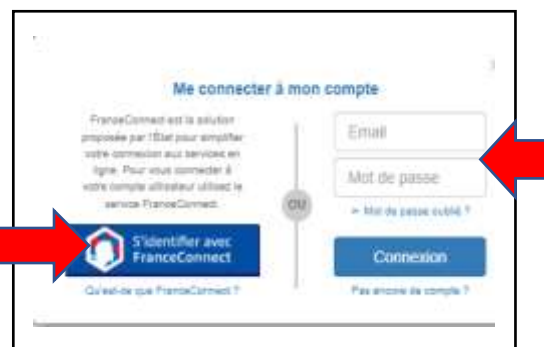 Me connecter à mon compte
FranceConnect est la solution
proposée par l'État pour simplifier
votre connexion aux services en
ligne. Pour vous connecter à
votre compte utilisateur utilisez le
service FranceConnect.
S'identifier avec
FranceConnect
Qu'est-ce que FranceConnect ?
OU
Email
Mot de passe
Mot de passe oublié ?
Connexion
Pas encore de compte ?